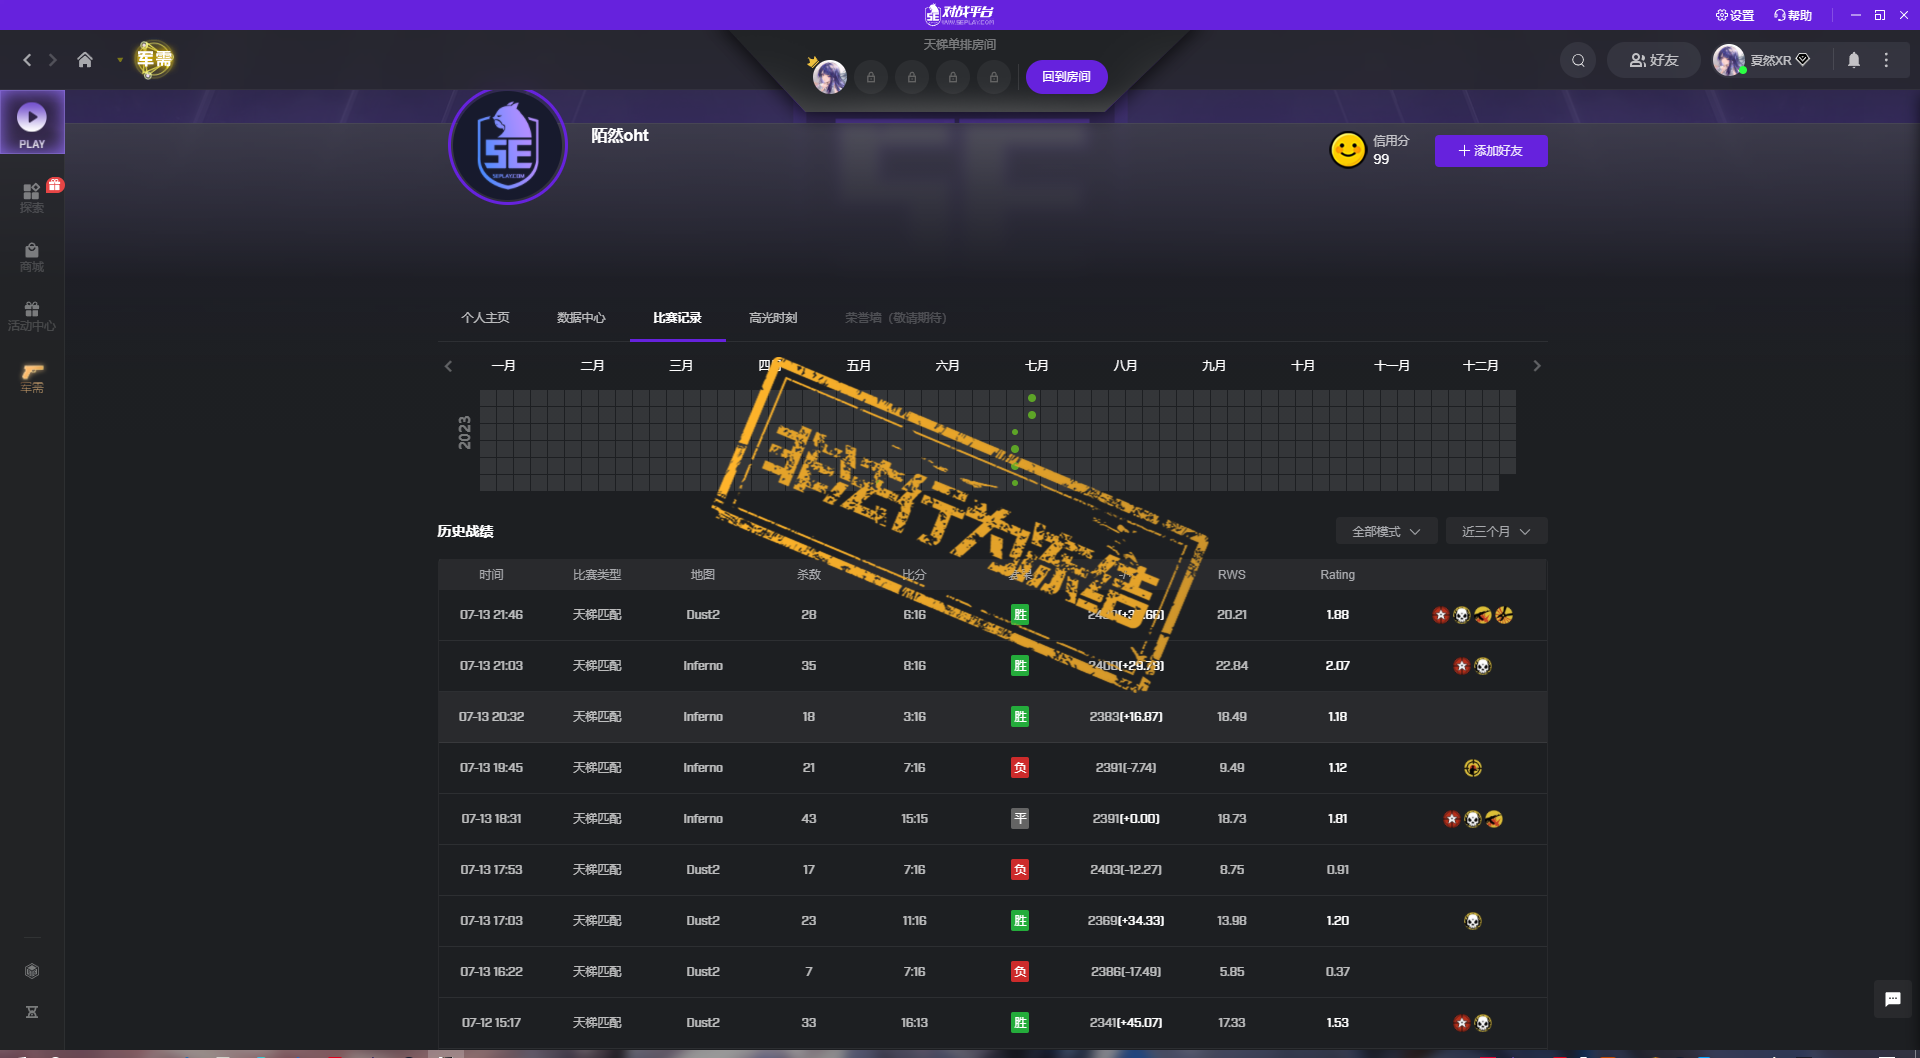 SE 对战平台
WWW.5EPLAY.COM
设置
帮助
军需
天梯单排房间
回到房间
好友
夏然XR
PLAY
探索
商城
活动中心
军需
5E
5EPLAY.COM
陌然oht
信用分
99
添加好友
个人主页 数据中心 比赛记录 高光时刻 荣誉墙（敬请期待）
一月 二月 三月 四月 五月 六月 七月 八月 九月 十月 十一月 十二月
2023
非法行为冻结
历史战绩
全部模式
近三个月
时间 比赛类型 地图 杀数 比分 赛果 RWS Rating
07-13 21:46 天梯匹配 Dust2 28 6:16 胜 20.21 1.88
07-13 21:03 天梯匹配 Inferno 35 8:16 胜 2400(+29.73) 22.84 2.07
07-13 20:32 天梯匹配 Inferno 18 3:16 胜 2383(+16.87) 18.49 1.18
07-13 19:45 天梯匹配 Inferno 21 7:16 负 2391(-7.74) 9.49 1.12
07-13 18:31 天梯匹配 Inferno 43 15:15 平 2391(+0.00) 18.73 1.81
07-13 17:53 天梯匹配 Dust2 17 7:16 负 2403(-12.27) 8.75 0.91
07-13 17:03 天梯匹配 Dust2 23 11:16 胜 2369(+34.33) 13.98 1.20
07-13 16:22 天梯匹配 Dust2 7 7:16 负 2386(-17.49) 5.85 0.37
07-12 15:17 天梯匹配 Dust2 33 16:13 胜 2341(+45.07) 17.33 1.53